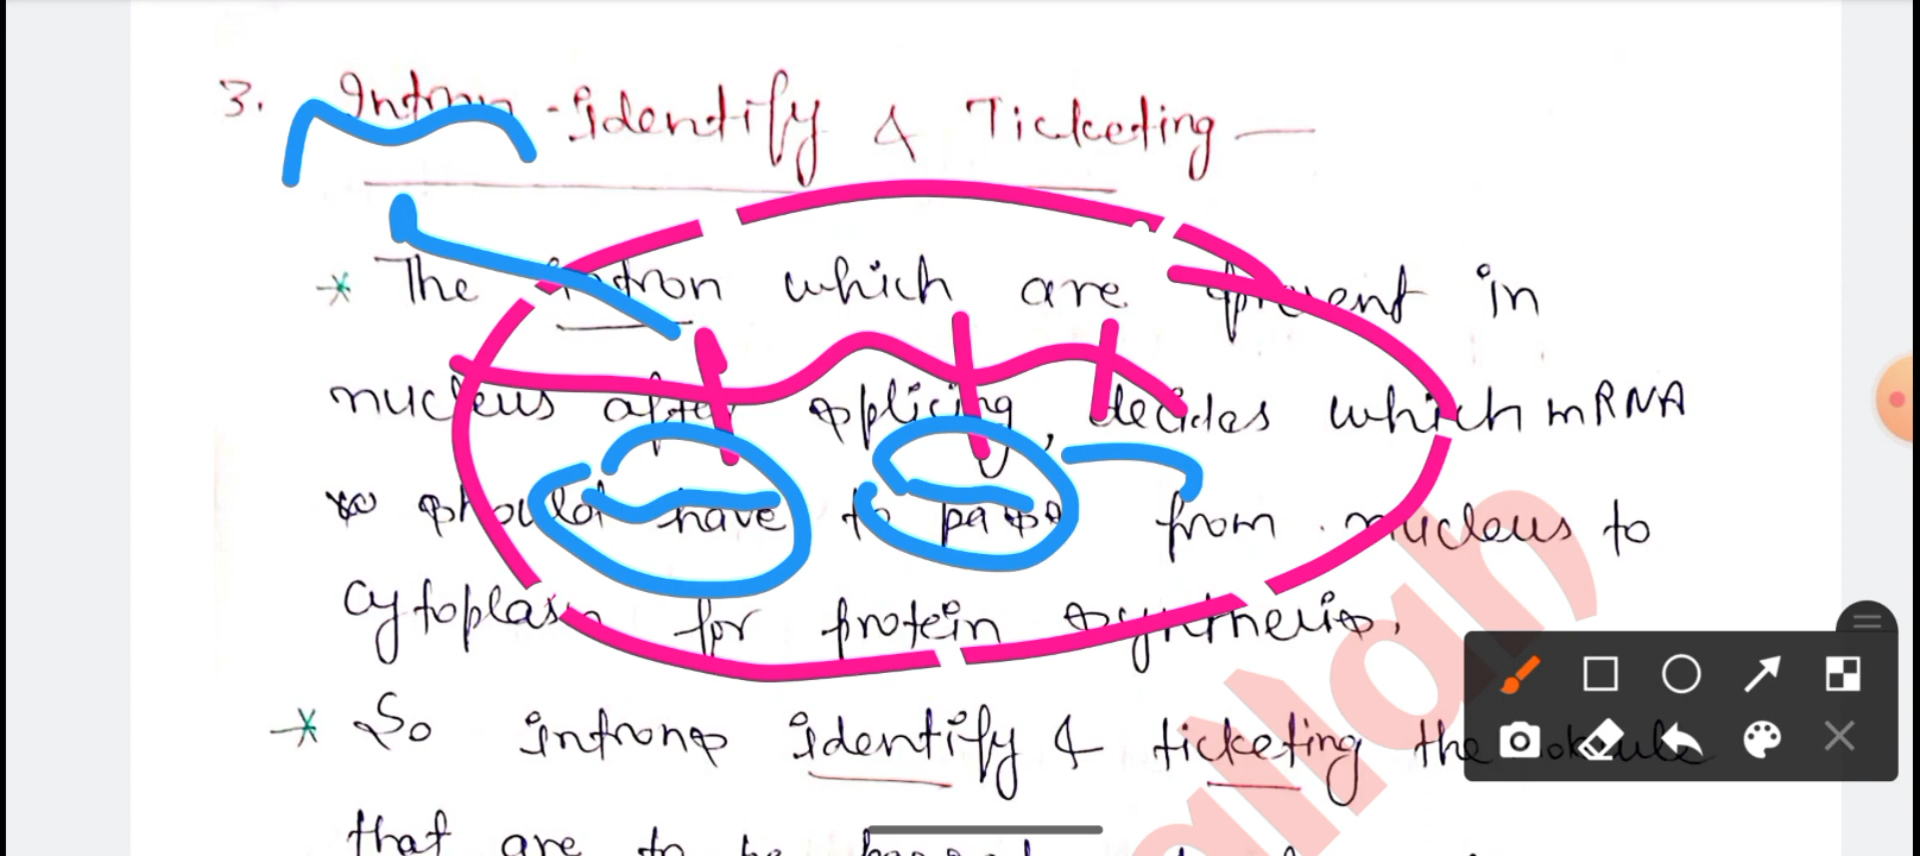 3. Intron - Identify & Ticketing —
* The intron which are present in
nucleus after splicing, decides which mRNA
should have to pass from nucleus to
cytoplasm for protein synthesis.
* So introns identify & ticketing the molecule
that are to be